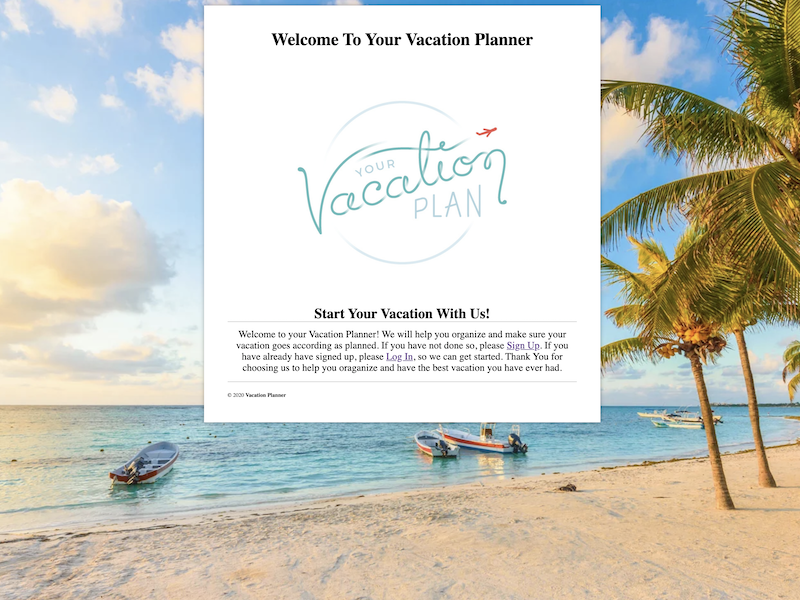 Welcome To Your Vacation Planner
YOUR
Vacation
PLAN
Start Your Vacation With Us!
Welcome to your Vacation Planner! We will help you organize and make sure your
vacation goes according as planned. If you have not done so, please Sign Up. If you
have already have signed up, please Log In, so we can get started. Thank You for
choosing us to help you oraganize and have the best vacation you have ever had.
© 2020 Vacation Planner